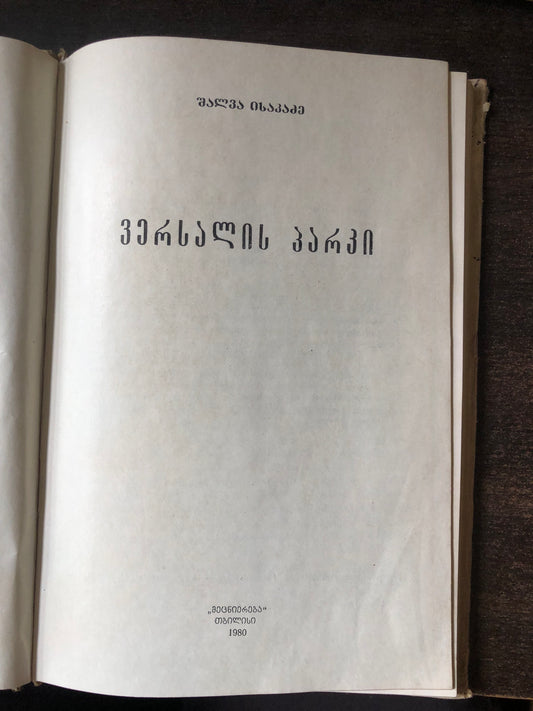 შალვა ისაკაძე
ვერსალის პარკი
„მეცნიერება“
თბილისი
1980